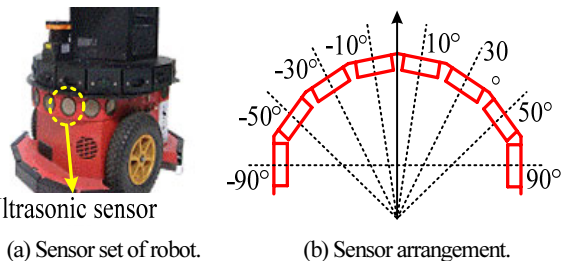 ltrasonic sensor
(a) Sensor set of robot.
-10° 10°
-30° 30
°
-50° 50°
-90° 90°
(b) Sensor arrangement.